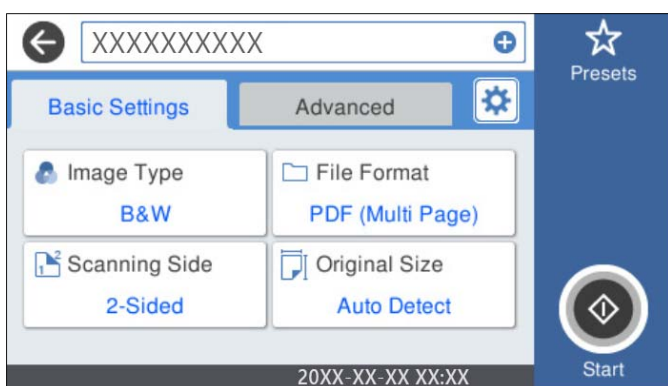 XXXXXXXXXX
Presets
Basic Settings
Advanced
Image Type
B&W
File Format
PDF (Multi Page)
Scanning Side
2-Sided
Original Size
Auto Detect
Start
20XX-XX-XX XX:XX